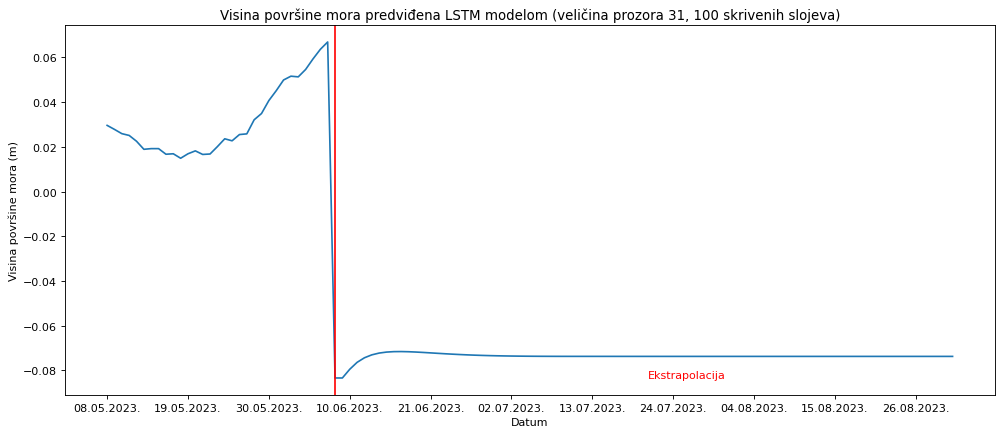 Visina površine mora predviđena LSTM modelom (veličina prozora 31, 100 skrivenih slojeva)
Visina površine mora (m)
0.06
0.04
0.02
0.00
−0.02
−0.04
−0.06
−0.08
Ekstrapolacija
08.05.2023. 19.05.2023. 30.05.2023. 10.06.2023. 21.06.2023. 02.07.2023. 13.07.2023. 24.07.2023. 04.08.2023. 15.08.2023. 26.08.2023.
Datum